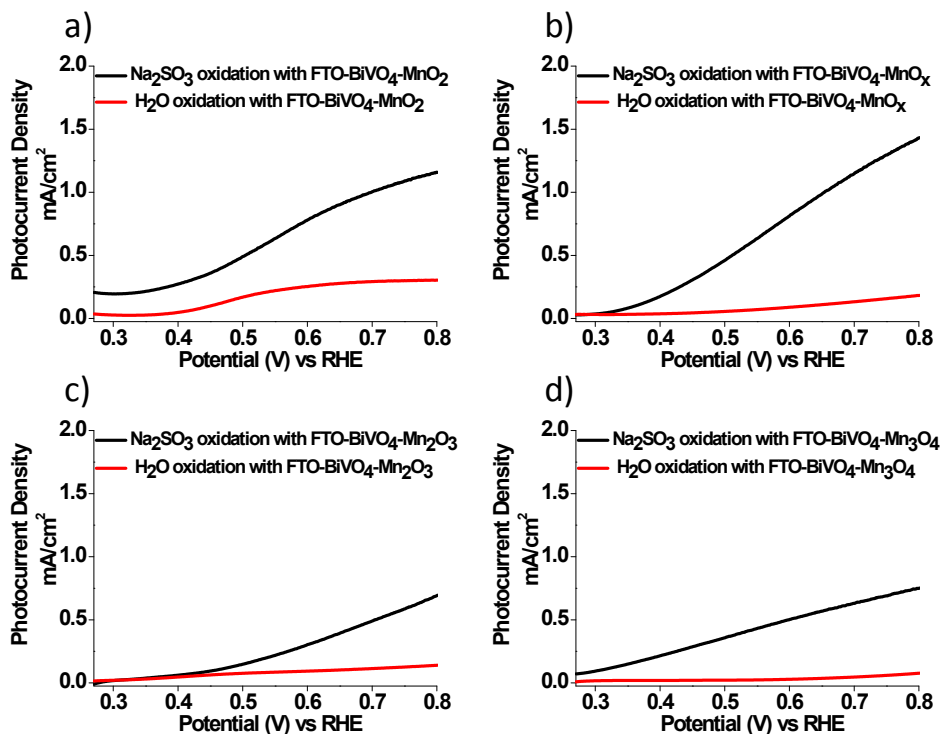 a)
Photocurrent Density
mA/cm²
2.0
1.5
1.0
0.5
0.0
Na₂SO₃ oxidation with FTO-BiVO₄-MnO₂
H₂O oxidation with FTO-BiVO₄-MnO₂
0.3 0.4 0.5 0.6 0.7 0.8
Potential (V) vs RHE
b)
Photocurrent Density
mA/cm²
2.0
1.5
1.0
0.5
0.0
Na₂SO₃ oxidation with FTO-BiVO₄-MnOₓ
H₂O oxidation with FTO-BiVO₄-MnOₓ
0.3 0.4 0.5 0.6 0.7 0.8
Potential (V) vs RHE
c)
Photocurrent Density
mA/cm²
2.0
1.5
1.0
0.5
0.0
Na₂SO₃ oxidation with FTO-BiVO₄-Mn₂O₃
H₂O oxidation with FTO-BiVO₄-Mn₂O₃
0.3 0.4 0.5 0.6 0.7 0.8
Potential (V) vs RHE
d)
Photocurrent Density
mA/cm²
2.0
1.5
1.0
0.5
0.0
Na₂SO₃ oxidation with FTO-BiVO₄-Mn₃O₄
H₂O oxidation with FTO-BiVO₄-Mn₃O₄
0.3 0.4 0.5 0.6 0.7 0.8
Potential (V) vs RHE